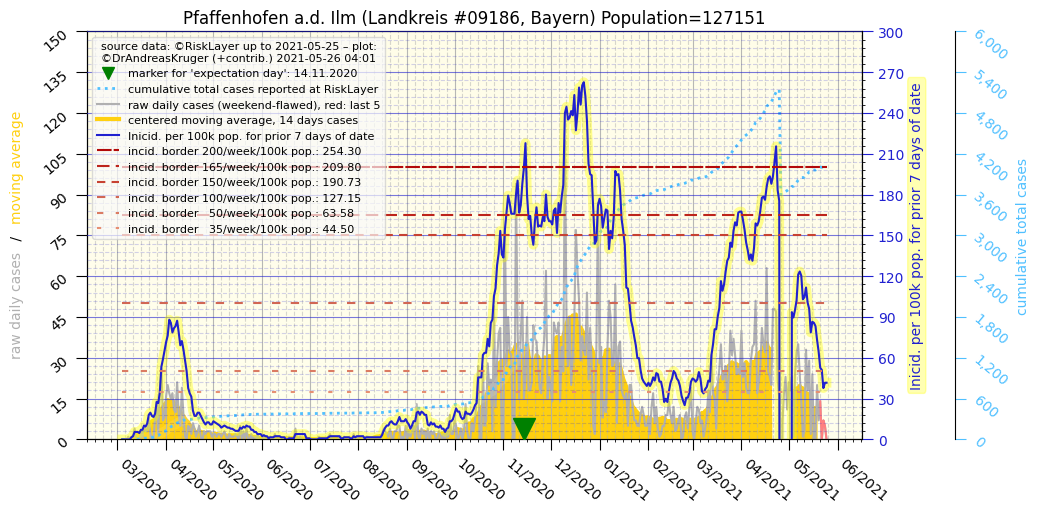 Pfaffenhofen a.d. Ilm (Landkreis #09186, Bayern) Population=127151
source data: ©RiskLayer up to 2021-05-25 – plot:
©DrAndreasKruger (+contrib.) 2021-05-26 04:01
marker for 'expectation day': 14.11.2020
cumulative total cases reported at RiskLayer
raw daily cases (weekend-flawed), red: last 5
centered moving average, 14 days cases
Inicid. per 100k pop. for prior 7 days of date
incid. border 200/week/100k pop.: 254.30
incid. border 165/week/100k pop.: 209.80
incid. border 150/week/100k pop.: 190.73
incid. border 100/week/100k pop.: 127.15
incid. border 50/week/100k pop.: 63.58
incid. border 35/week/100k pop.: 44.50
raw daily cases / moving average
150
135
120
105
90
75
60
45
30
15
0
300
270
240
210
180
150
120
90
60
30
0
Inicid. per 100k pop. for prior 7 days of date
6,000
5,400
4,800
4,200
3,600
3,000
2,400
1,800
1,200
600
0
cumulative total cases
03/2020
04/2020
05/2020
06/2020
07/2020
08/2020
09/2020
10/2020
11/2020
12/2020
01/2021
02/2021
03/2021
04/2021
05/2021
06/2021